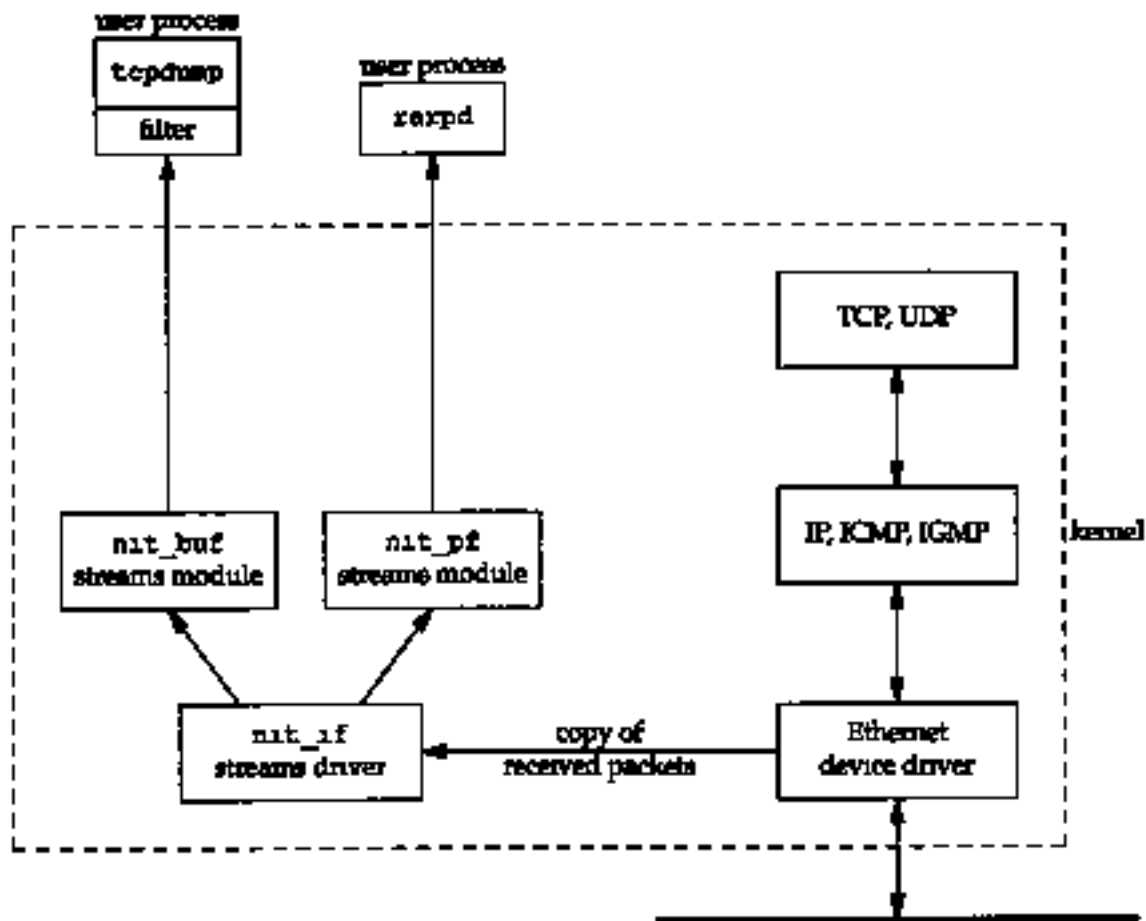 user process
tcpdump
filter
user process
rarpd
TCP, UDP
nit_buf
streams module
nit_pf
streams module
IP, ICMP, IGMP
kernel
nit_if
streams driver
copy of
received packets
Ethernet
device driver